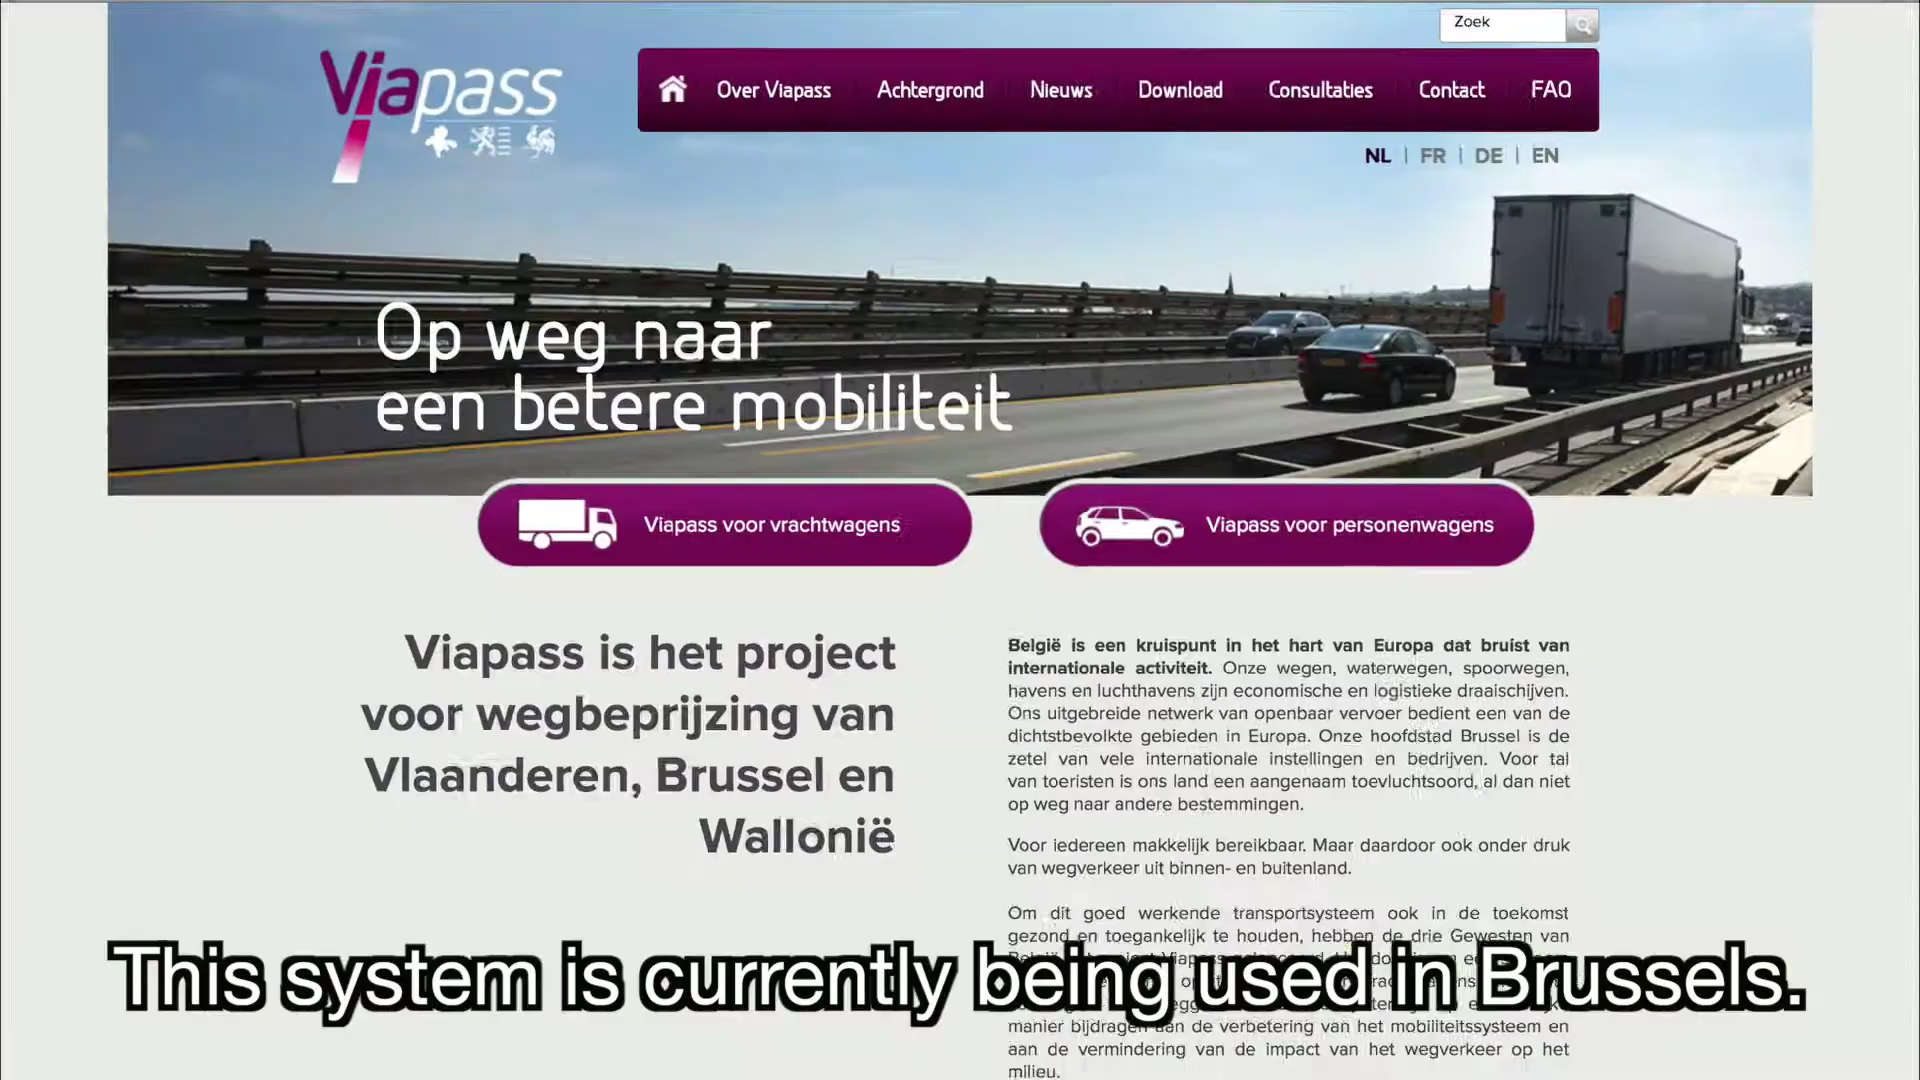 Zoek
Viapass
Over Viapass Achtergrond Nieuws Download Consultaties Contact FAQ
NL | FR | DE | EN
Op weg naar
een betere mobiliteit
Viapass voor vrachtwagens
Viapass voor personenwagens
Viapass is het project
voor wegbeprijzing van
Vlaanderen, Brussel en
Wallonië
België is een kruispunt in het hart van Europa dat bruist van
internationale activiteit. Onze wegen, waterwegen, spoorwegen,
havens en luchthavens zijn economische en logistieke draaischijven.
Ons uitgebreide netwerk van openbaar vervoer bedient een van de
dichtstbevolkte gebieden in Europa. Onze hoofdstad Brussel is de
zetel van vele internationale instellingen en bedrijven. Voor tal
van toeristen is ons land een aangenaam toevluchtsoord, al dan niet
op weg naar andere bestemmingen.
Voor iedereen makkelijk bereikbaar. Maar daardoor ook onder druk
van wegverkeer uit binnen- en buitenland.
Om dit goed werkende transportsysteem ook in de toekomst
gezond en toegankelijk te houden, hebben de drie Gewesten van
This system is currently being used in Brussels.
manier bijdragen aan de verbetering van het mobiliteitssysteem en
aan de vermindering van de impact van het wegverkeer op het
milieu.